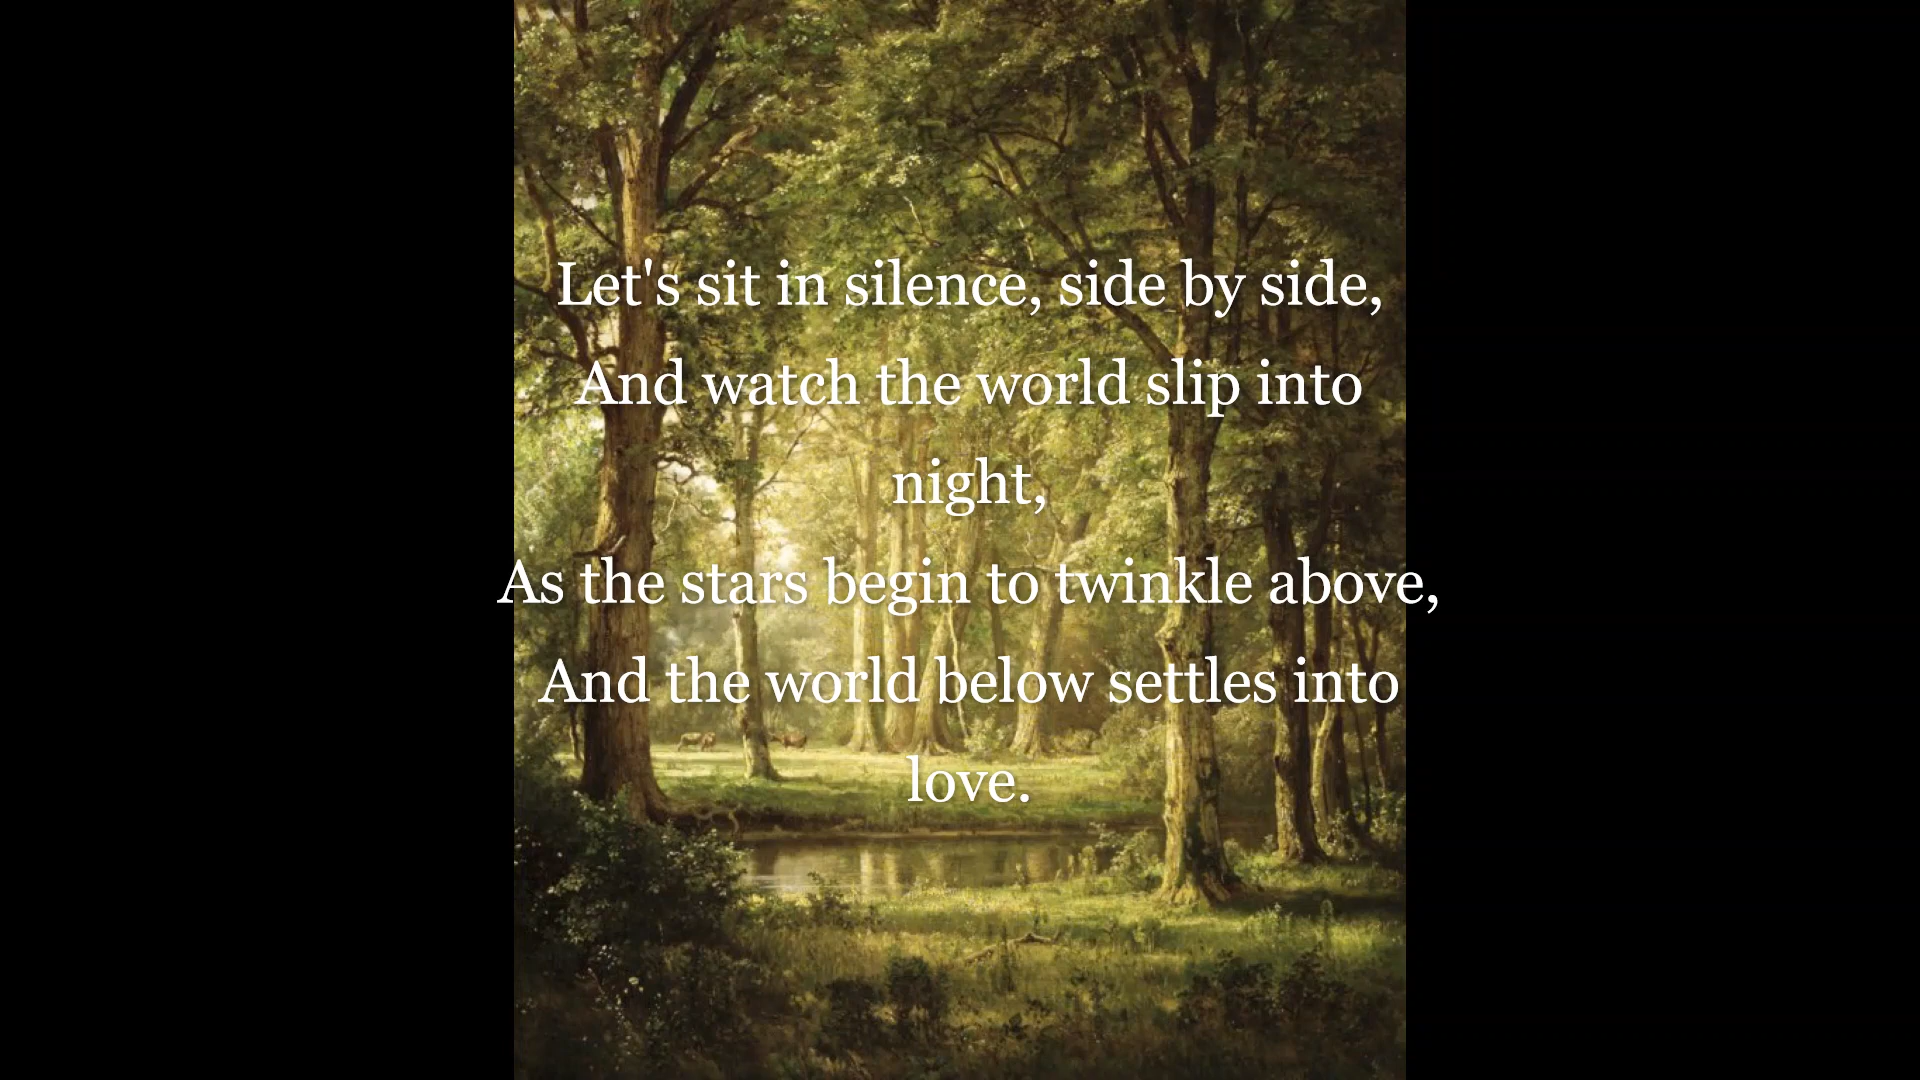 Let's sit in silence, side by side,
And watch the world slip into
night,
As the stars begin to twinkle above,
And the world below settles into
love.